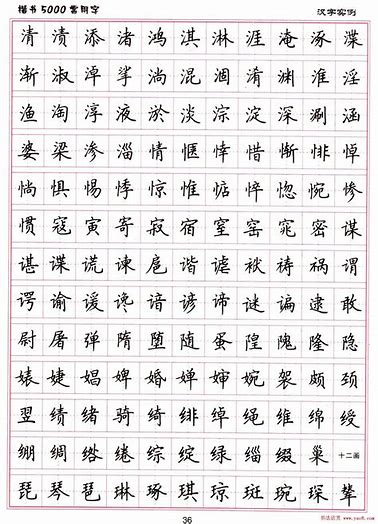 楷书5000常用字 汉字实例
清 渍 添 渚 鸿 淇 淋 涯 淹 涿 渫
渐 淑 淖 挲 淌 混 涸 淆 渊 淮 淫
渔 淘 淳 液 淤 淡 淙 淀 深 涮 涵
婆 梁 渗 淄 情 惬 悻 惜 惭 悱 悼
惝 惧 惕 悸 惊 惟 惦 悴 惚 惋 惨
惯 寇 寅 寄 寂 宿 窒 窑 窕 密 谋
谌 谍 谎 谏 扈 谐 谑 裆 祷 祸 谓
谔 谕 谖 谗 谙 谚 谛 谜 谝 逮 敢
尉 屠 弹 隋 堕 随 蛋 隍 隗 隆 隐
婊 婕 娼 婢 婚 婵 婶 婉 袈 颇 颈
翌 绩 绪 骑 绮 绯 绰 绳 维 绵 绶
绷 绸 绺 绻 综 绽 绿 缁 缀 巢 十二画
琵 琴 琶 琳 琢 琪 琼 斑 琬 琛 辇
36